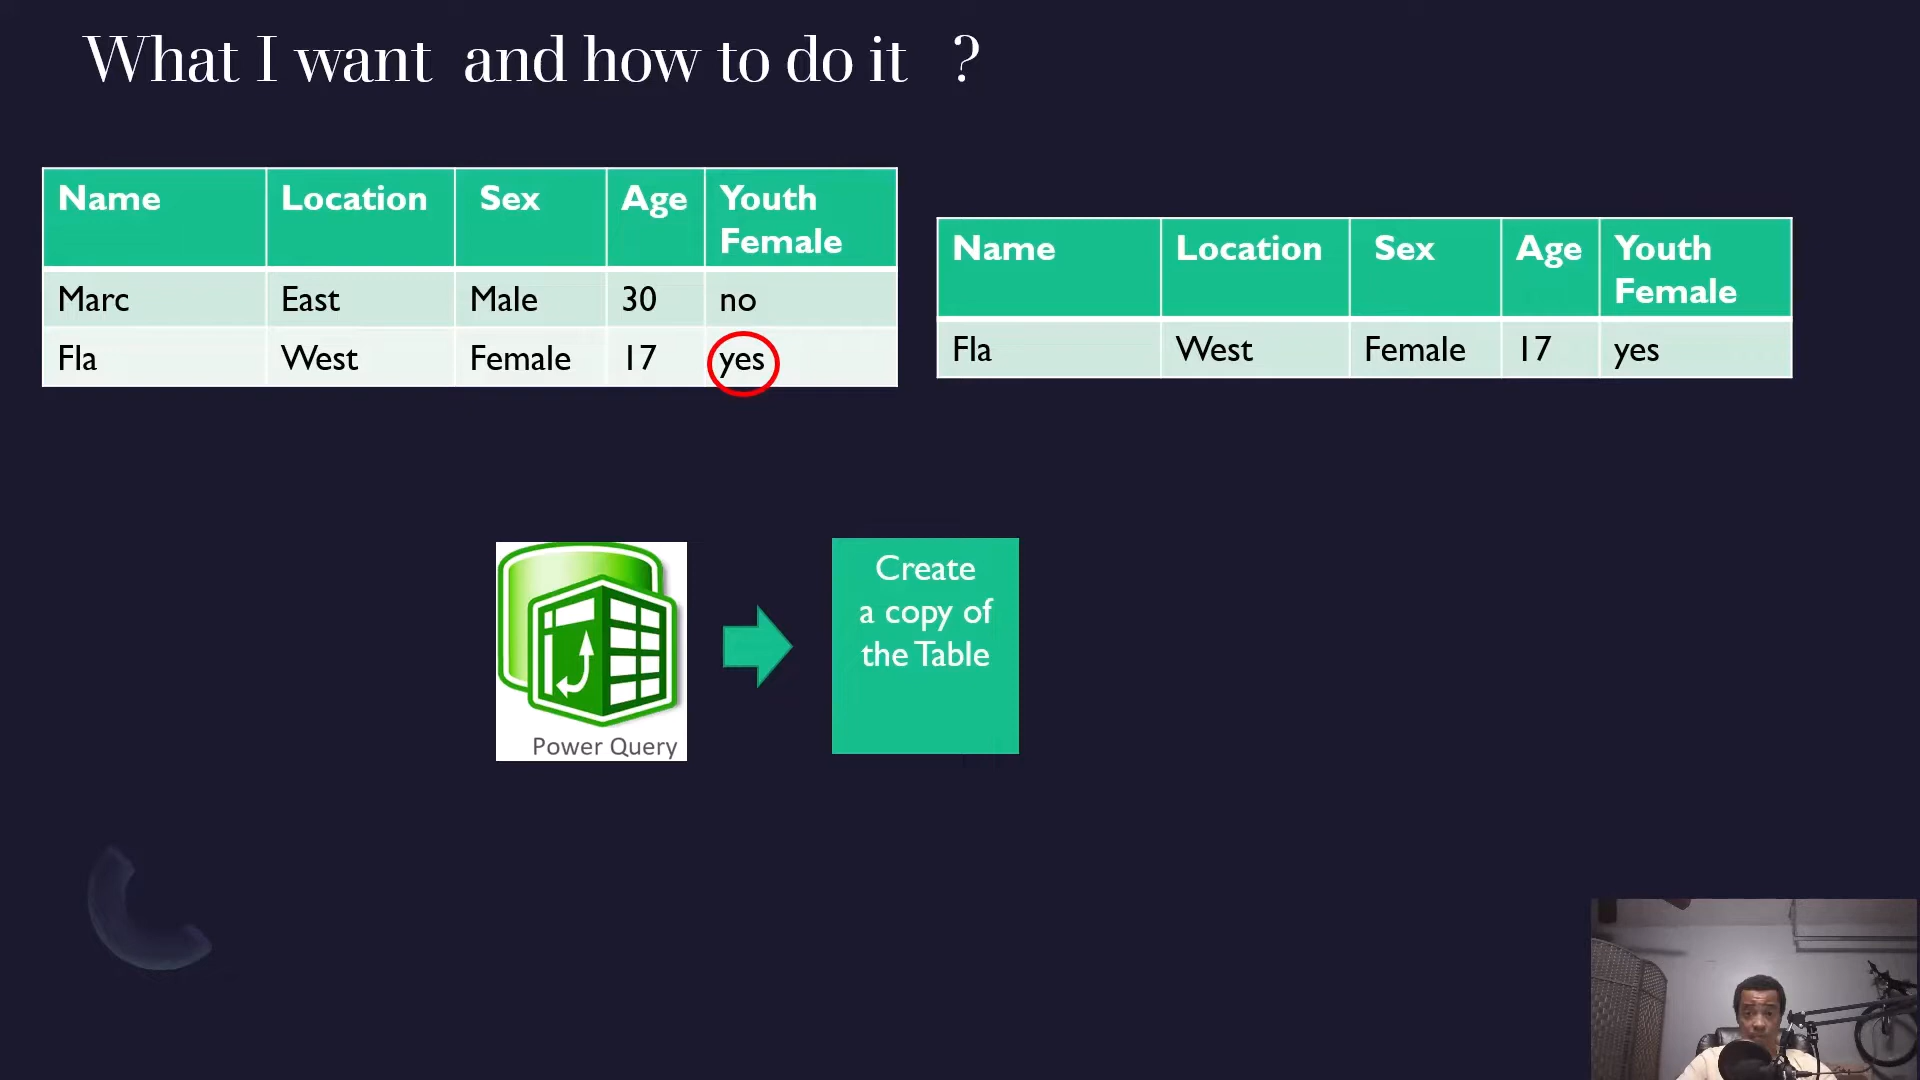 What I want and how to do it ?
Name Location Sex Age Youth Female
Marc East Male 30 no
Fla West Female 17 yes
Name Location Sex Age Youth Female
Fla West Female 17 yes
Power Query
Create
a copy of
the Table